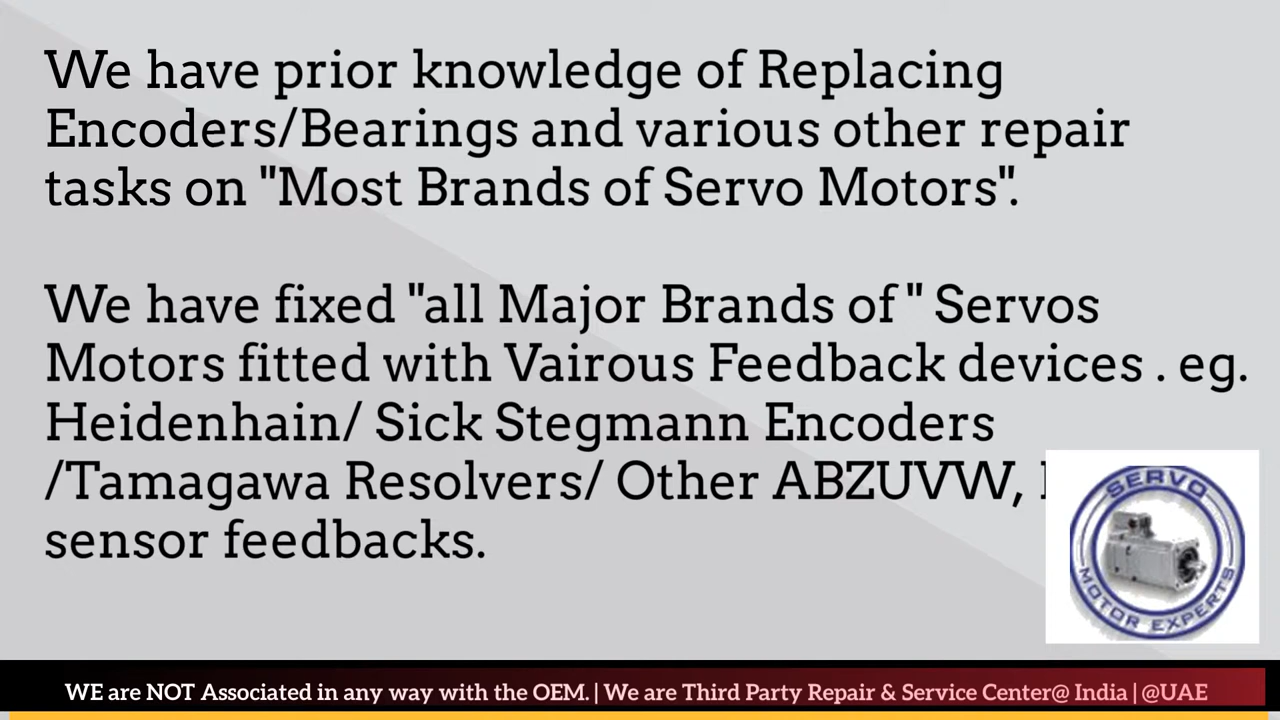 We have prior knowledge of Replacing
Encoders/Bearings and various other repair
tasks on "Most Brands of Servo Motors".
We have fixed "all Major Brands of " Servos
Motors fitted with Vairous Feedback devices . eg.
Heidenhain/ Sick Stegmann Encoders
/Tamagawa Resolvers/ Other ABZUVW,
sensor feedbacks.
SERVO
MOTOR EXPERTS
WE are NOT Associated in any way with the OEM. | We are Third Party Repair & Service Center@ India | @UAE